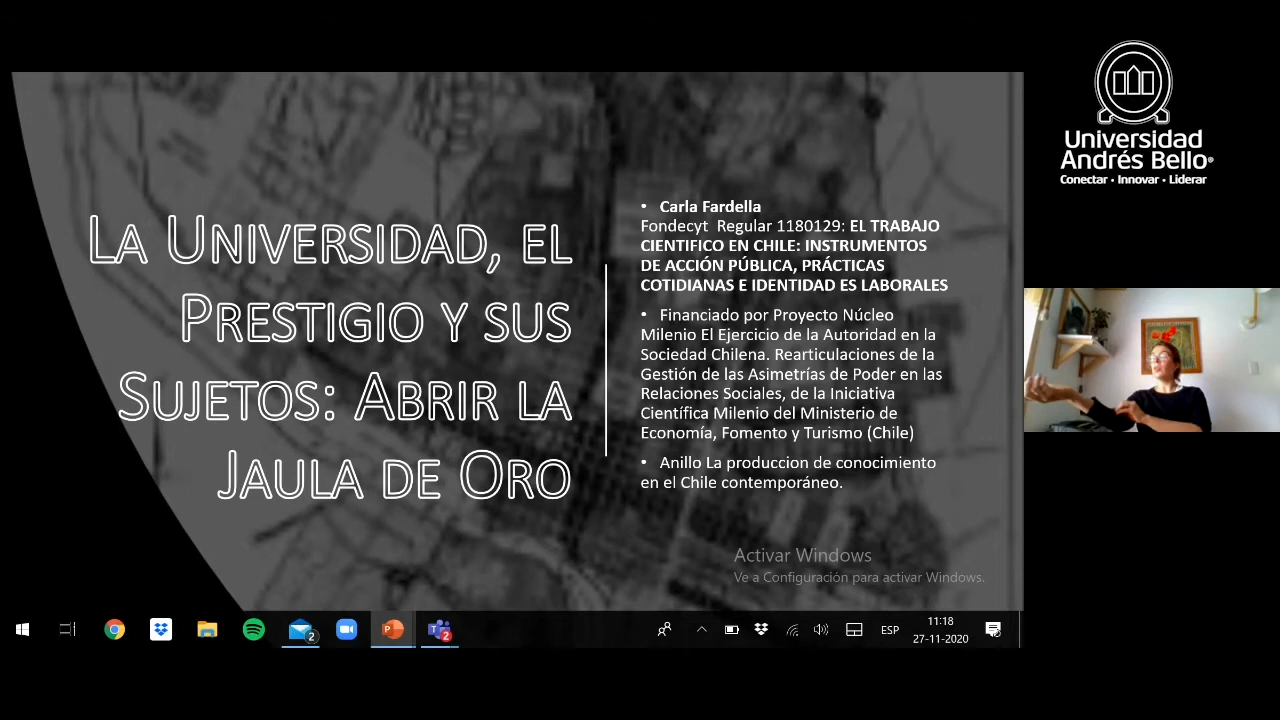 LA UNIVERSIDAD, EL
PRESTIGIO Y SUS
SUJETOS: ABRIR LA
JAULA DE ORO
• Carla Fardella
Fondecyt Regular 1180129: EL TRABAJO
CIENTIFICO EN CHILE: INSTRUMENTOS
DE ACCIÓN PÚBLICA, PRÁCTICAS
COTIDIANAS E IDENTIDAD ES LABORALES
• Financiado por Proyecto Núcleo
Milenio El Ejercicio de la Autoridad en la
Sociedad Chilena. Rearticulaciones de la
Gestión de las Asimetrías de Poder en las
Relaciones Sociales, de la Iniciativa
Científica Milenio del Ministerio de
Economía, Fomento y Turismo (Chile)
• Anillo La produccion de conocimiento
en el Chile contemporáneo.
Activar Windows
Ve a Configuración para activar Windows.
2
2
ESP
11:18
27-11-2020
Universidad
Andrés Bello®
Conectar • Innovar • Liderar